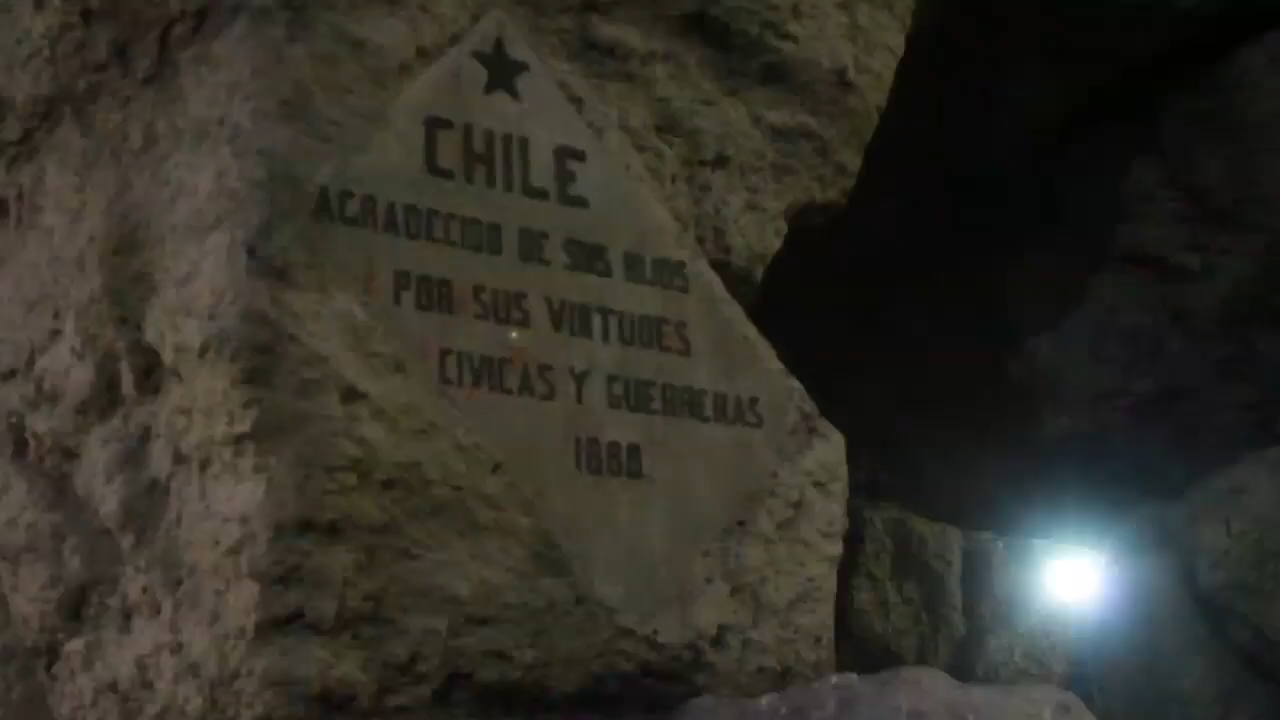 CHILE
AGRADECIDO DE SUS HIJOS
POR SUS VIRTUDES
CIVICAS Y GUERRERAS